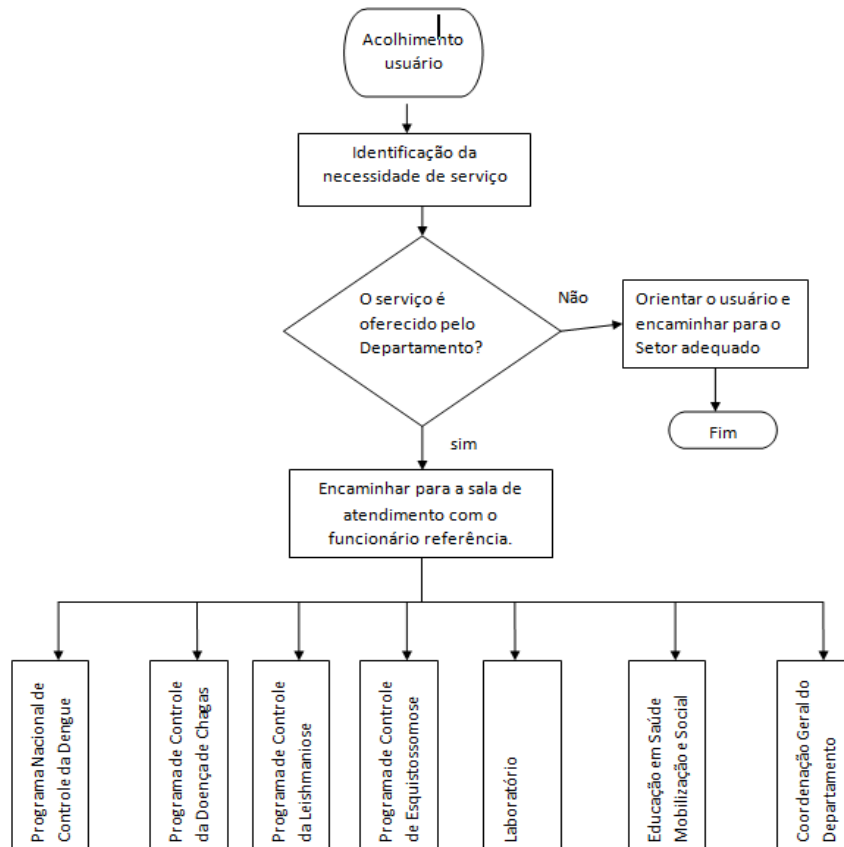 Acolhimento
usuário
Identificação da
necessidade de serviço
O serviço é
oferecido pelo
Departamento?
Não
Orientar o usuário e
encaminhar para o
Setor adequado
Fim
sim
Encaminhar para a sala de
atendimento com o
funcionário referência.
Programa Nacional de
Controle da Dengue
Programa de Controle
da Doença de Chagas
Programa de Controle
da Leishmaniose
Programa de Controle
de Esquistossomose
Laboratório
Educação em Saúde
Mobilização e Social
Coordenação Geral do
Departamento